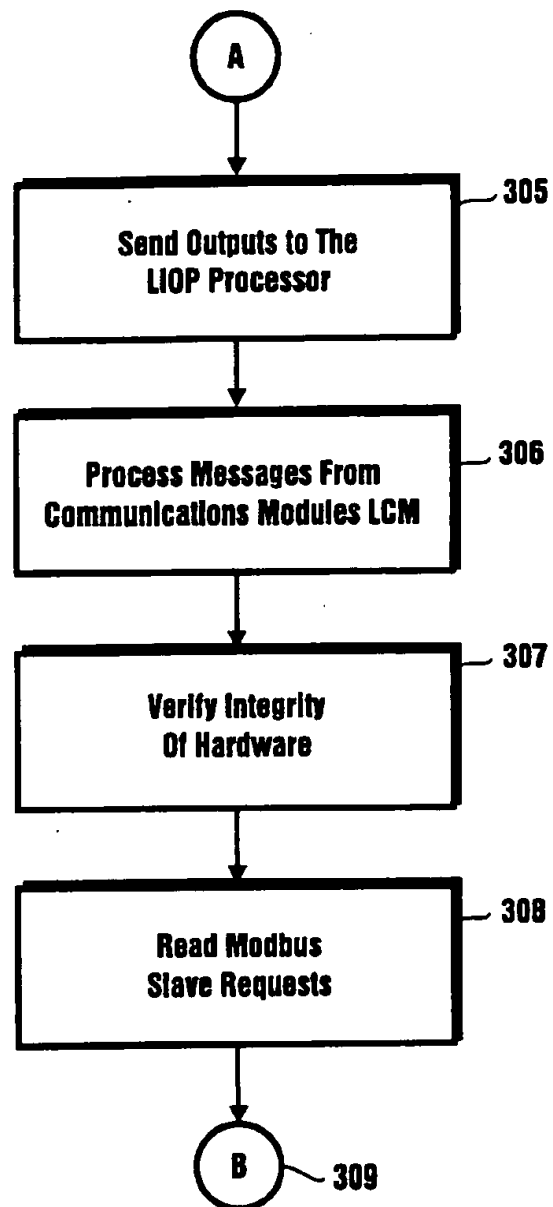 A
305
Send Outputs to The
LIOP Processor
306
Process Messages From
Communications Modules LCM
307
Verify Integrity
Of Hardware
308
Read Modbus
Slave Requests
B
309